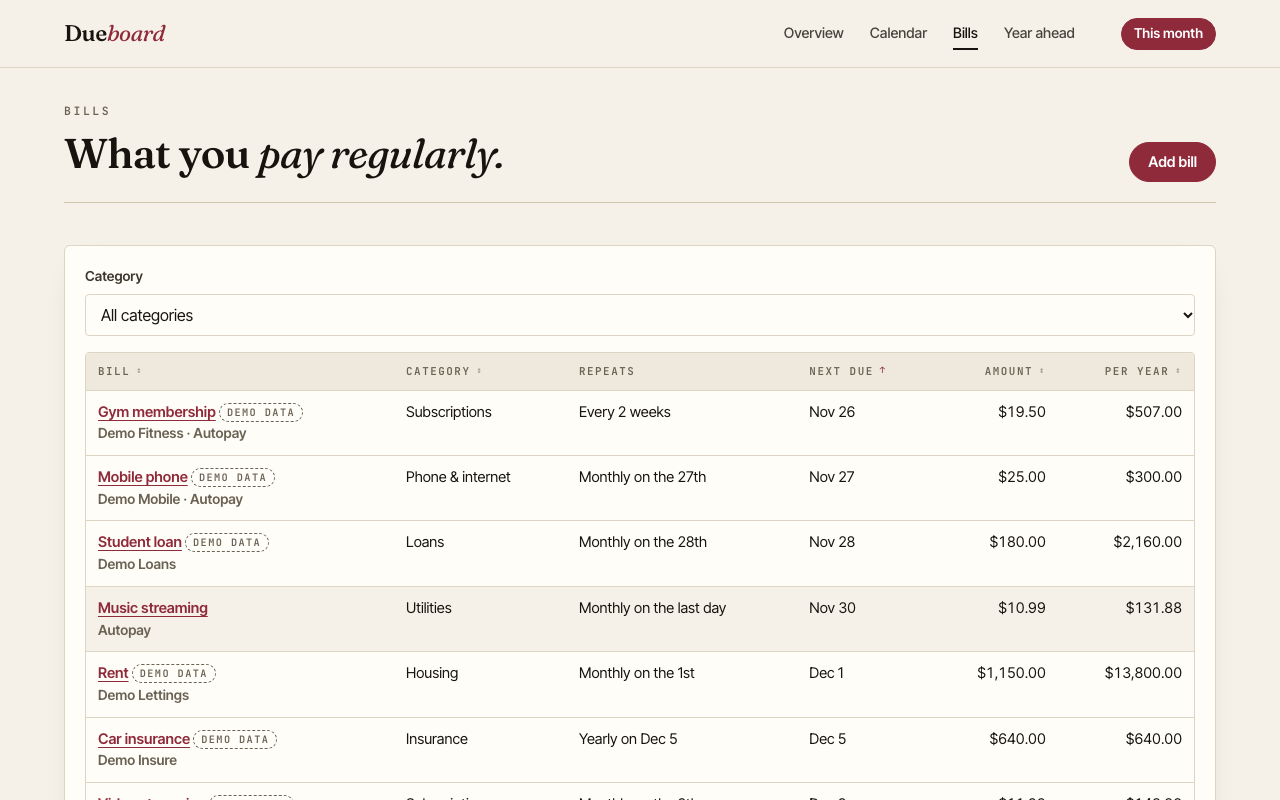 Dueboard
Overview Calendar Bills Year ahead This month
BILLS
What you pay regularly.
Add bill
Category
All categories
BILL CATEGORY REPEATS NEXT DUE ↑ AMOUNT PER YEAR
Gym membership DEMO DATA Subscriptions Every 2 weeks Nov 26 $19.50 $507.00
Demo Fitness · Autopay
Mobile phone DEMO DATA Phone & internet Monthly on the 27th Nov 27 $25.00 $300.00
Demo Mobile · Autopay
Student loan DEMO DATA Loans Monthly on the 28th Nov 28 $180.00 $2,160.00
Demo Loans
Music streaming Utilities Monthly on the last day Nov 30 $10.99 $131.88
Autopay
Rent DEMO DATA Housing Monthly on the 1st Dec 1 $1,150.00 $13,800.00
Demo Lettings
Car insurance DEMO DATA Insurance Yearly on Dec 5 Dec 5 $640.00 $640.00
Demo Insure